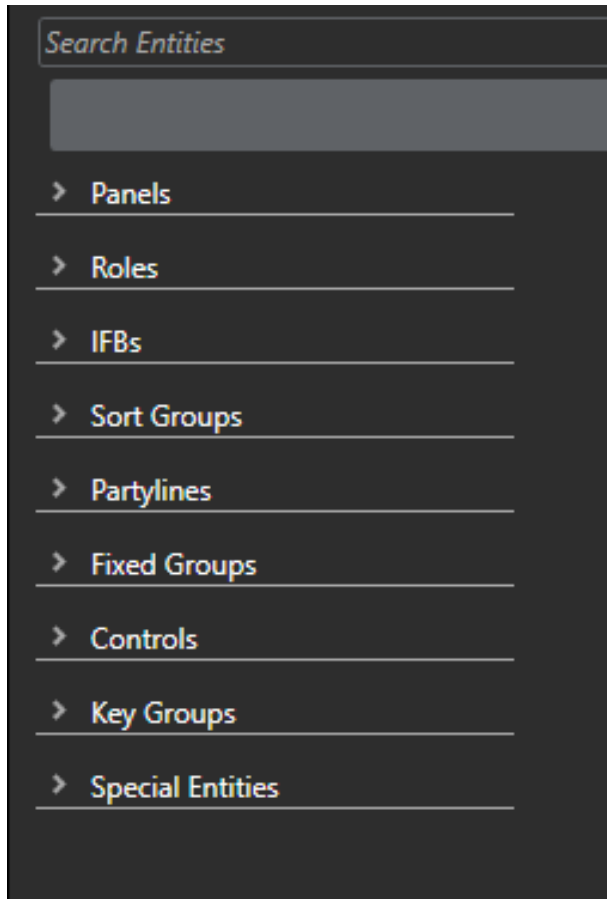 Search Entities
Panels
Roles
IFBs
Sort Groups
Partylines
Fixed Groups
Controls
Key Groups
Special Entities